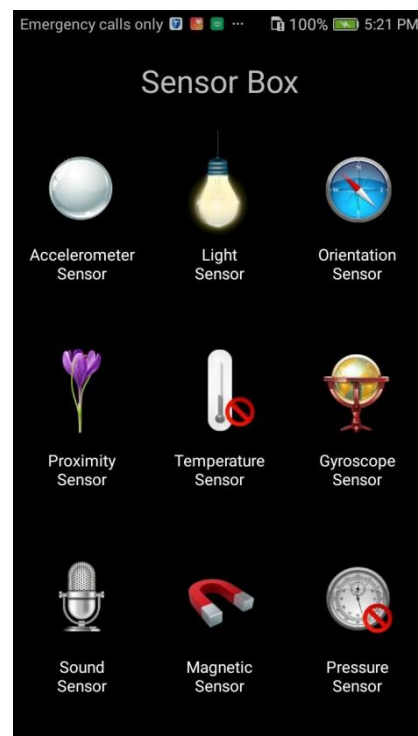 Emergency calls only ... 100% 5:21 PM
Sensor Box
Accelerometer Sensor
Light Sensor
Orientation Sensor
Proximity Sensor
Temperature Sensor
Gyroscope Sensor
Sound Sensor
Magnetic Sensor
Pressure Sensor